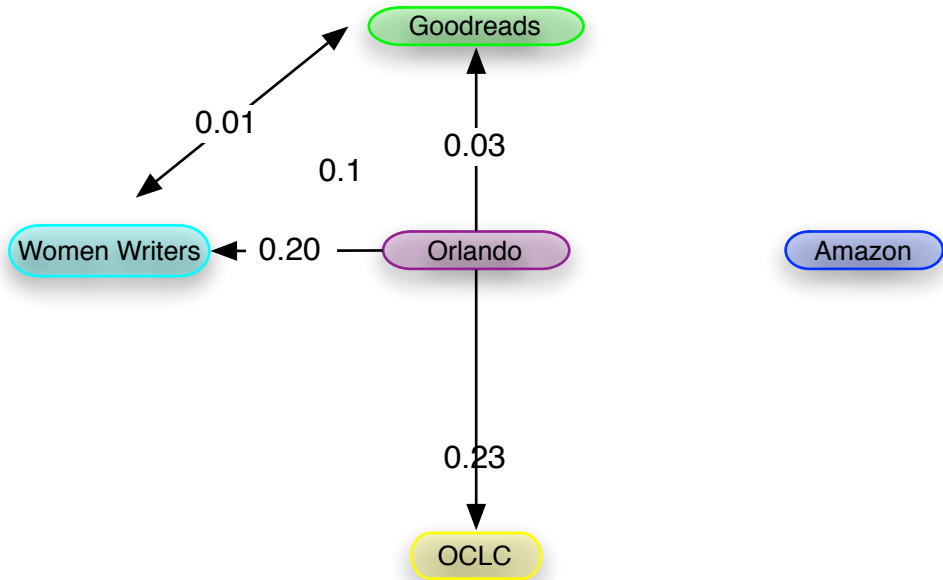 Goodreads
0.01
0.03
0.1
Women Writers
0.20
Orlando
Amazon
0.23
OCLC